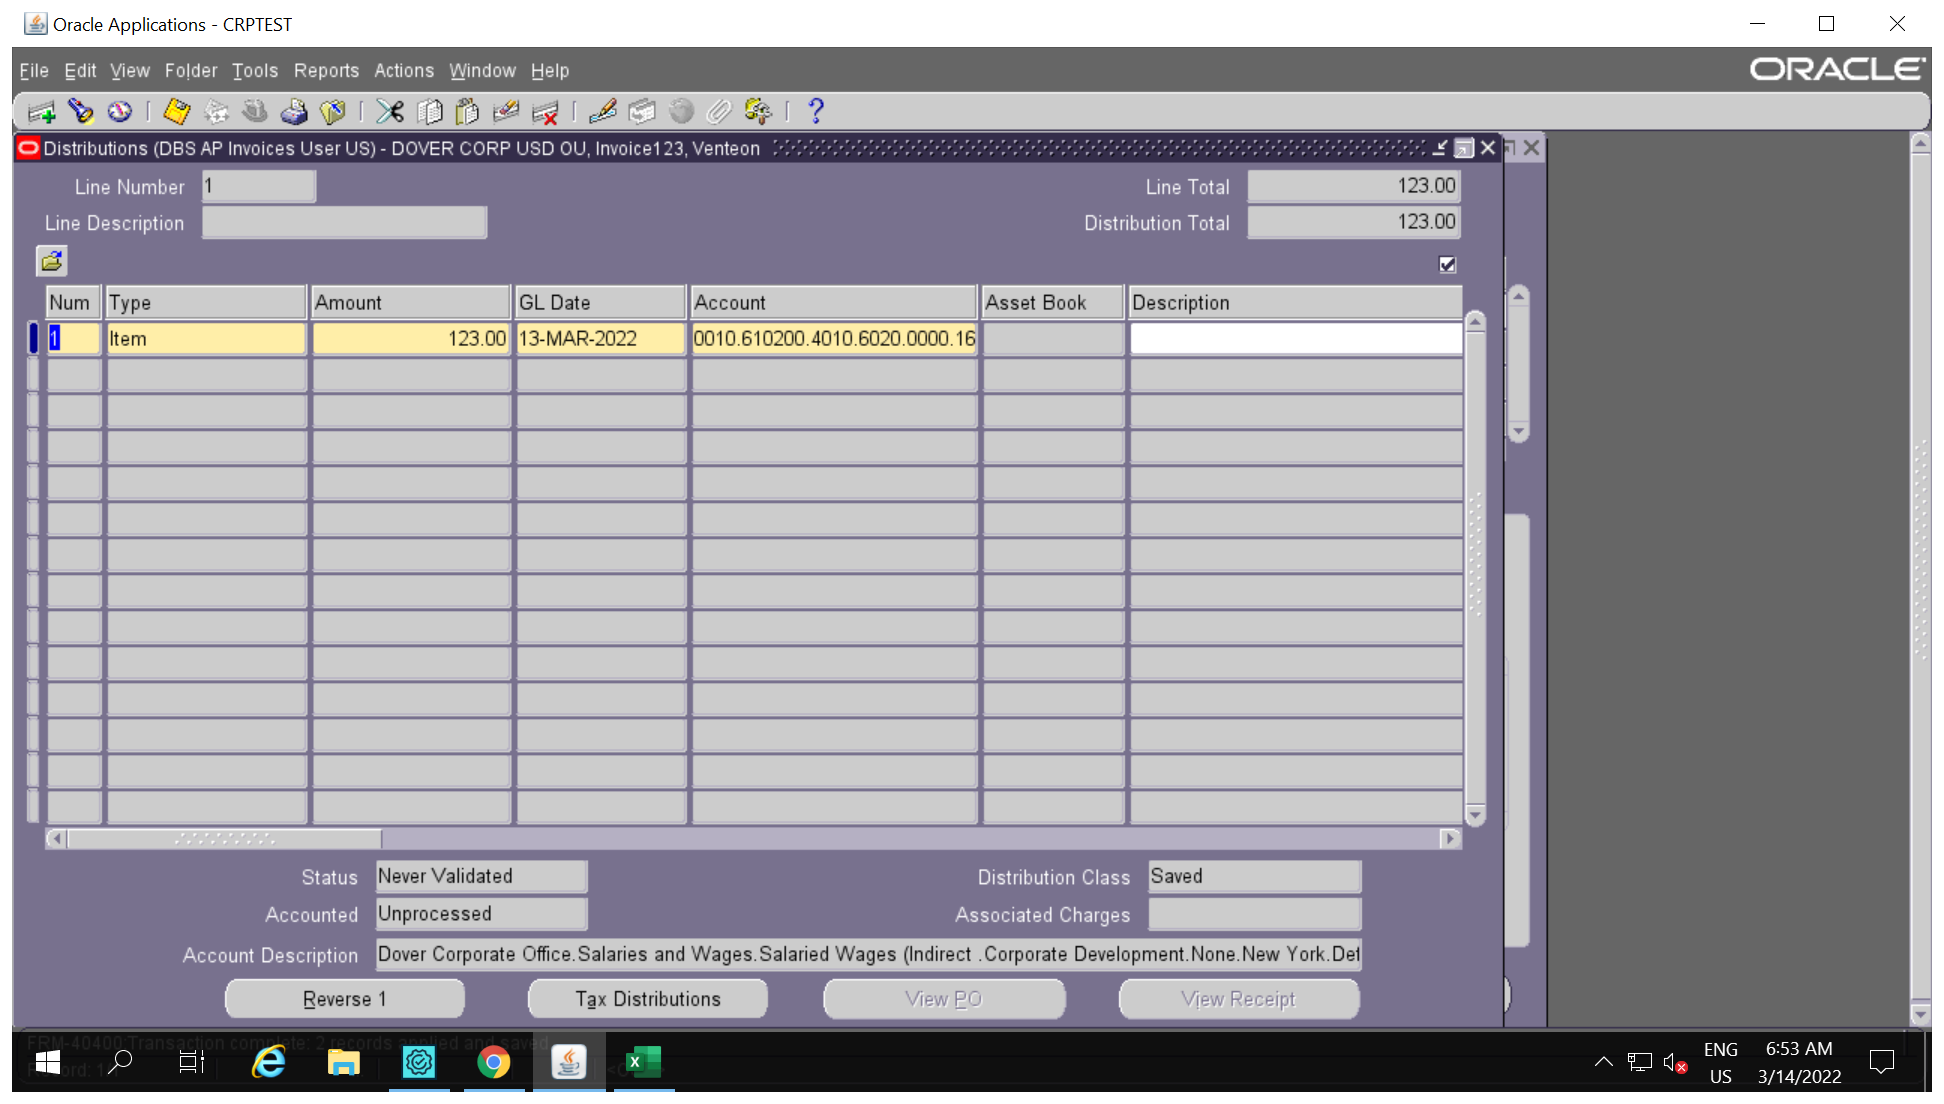 Oracle Applications - CRPTEST
File Edit View Folder Tools Reports Actions Window Help
ORACLE
Distributions (DBS AP Invoices User US) - DOVER CORP USD OU, Invoice123, Venteon
Line Number 1 Line Total 123.00
Line Description Distribution Total 123.00
Num Type Amount GL Date Account Asset Book Description
1 Item 123.00 13-MAR-2022 0010.610200.4010.6020.0000.16
Status Never Validated Distribution Class Saved
Accounted Unprocessed Associated Charges
Account Description Dover Corporate Office.Salaries and Wages.Salaried Wages (Indirect .Corporate Development.None.New York.Def
Reverse 1 Tax Distributions View PO View Receipt
FRM-40400: Transaction complete: 2 records applied and saved.
ENG 6:53 AM
US 3/14/2022